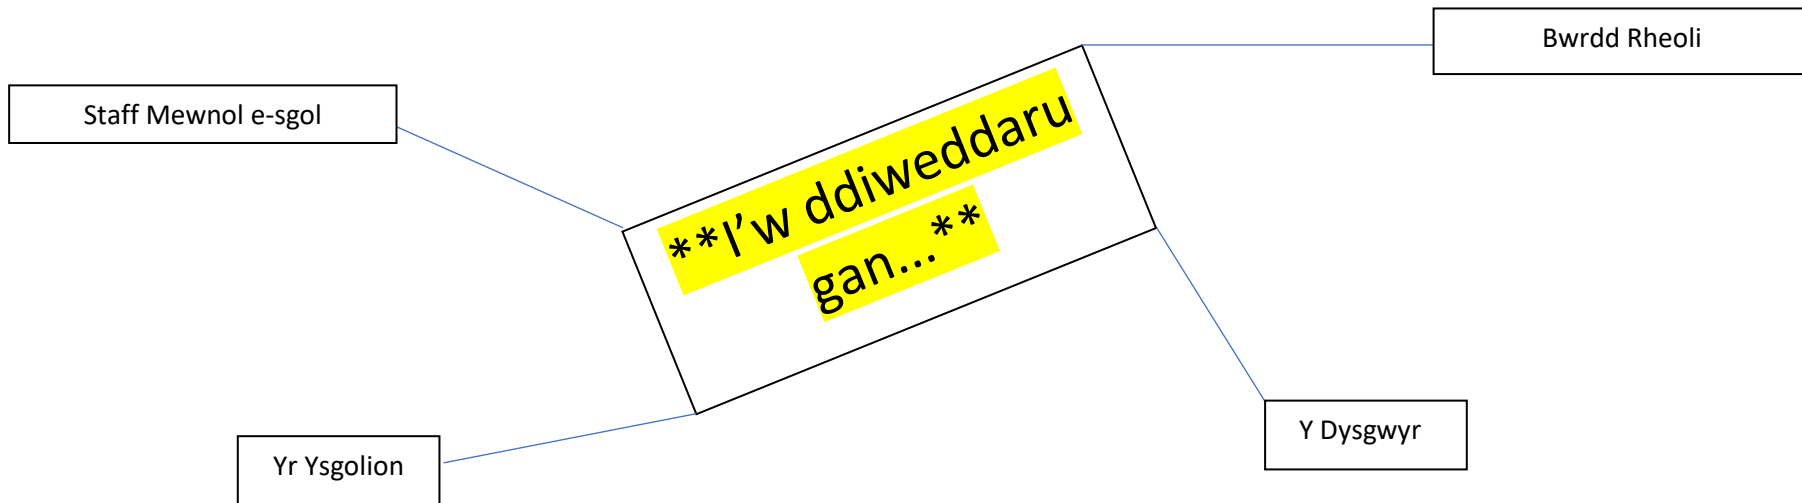 Bwrdd Rheoli
Staff Mewnol e-sgol
**I’w ddiweddaru
gan...**
Y Dysgwyr
Yr Ysgolion